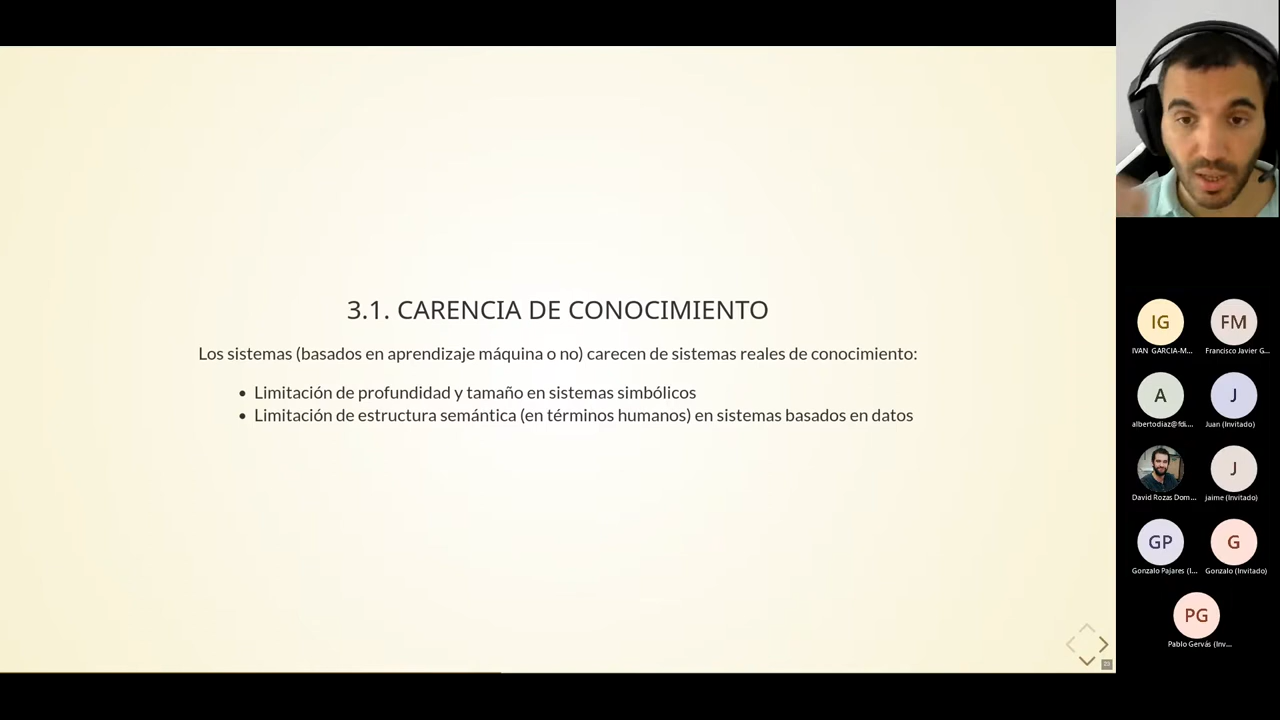 3.1. CARENCIA DE CONOCIMIENTO
Los sistemas (basados en aprendizaje máquina o no) carecen de sistemas reales de conocimiento:
Limitación de profundidad y tamaño en sistemas simbólicos
Limitación de estructura semántica (en términos humanos) en sistemas basados en datos
IG
FM
IVAN GARCIA-M...
Francisco Javier G...
A
J
albertodiaz@fdi....
Juan (Invitado)
J
David Rozas Dom...
jaime (Invitado)
GP
G
Gonzalo Pajares (I...
Gonzalo (Invitado)
PG
Pablo Gervás (Inv...